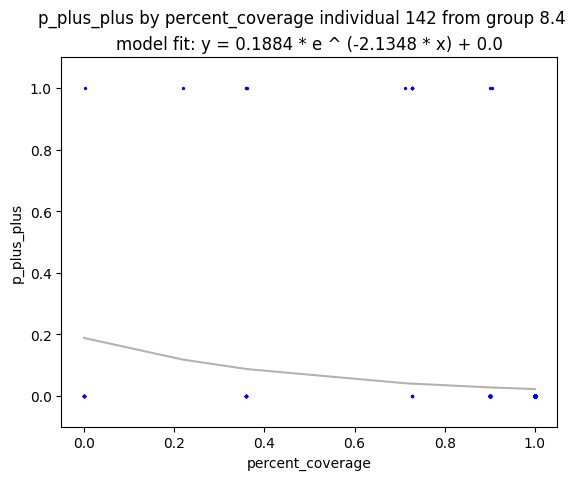 p_plus_plus by percent_coverage individual 142 from group 8.4
model fit: y = 0.1884 * e ^ (-2.1348 * x) + 0.0
1.0
0.8
0.6
0.4
0.2
0.0
p_plus_plus
0.0 0.2 0.4 0.6 0.8 1.0
percent_coverage